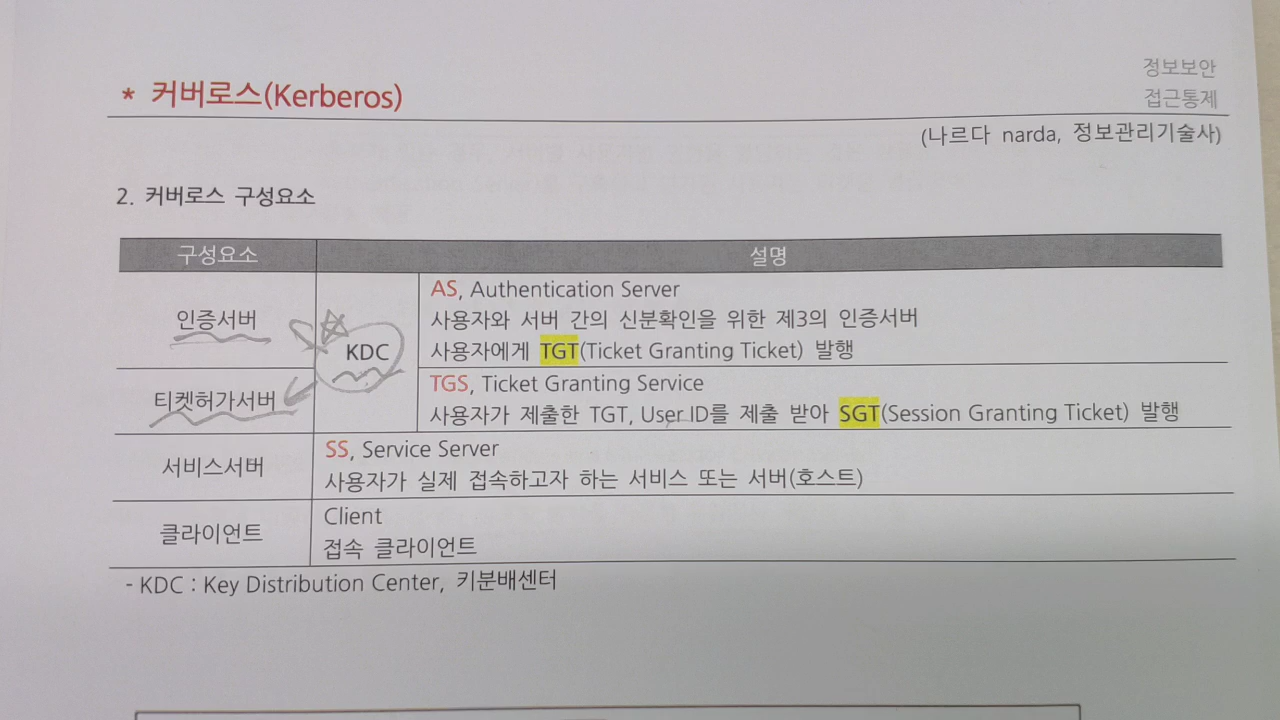 * 커버로스(Kerberos)
정보보안
접근통제
(나르다 narda, 정보관리기술사)
2. 커버로스 구성요소
구성요소 설명
인증서버
KDC
AS, Authentication Server
사용자와 서버 간의 신분확인을 위한 제3의 인증서버
사용자에게 TGT(Ticket Granting Ticket) 발행
티켓허가서버
TGS, Ticket Granting Service
사용자가 제출한 TGT, User ID를 제출 받아 SGT(Session Granting Ticket) 발행
서비스서버
SS, Service Server
사용자가 실제 접속하고자 하는 서비스 또는 서버(호스트)
클라이언트
Client
접속 클라이언트
- KDC : Key Distribution Center, 키분배센터